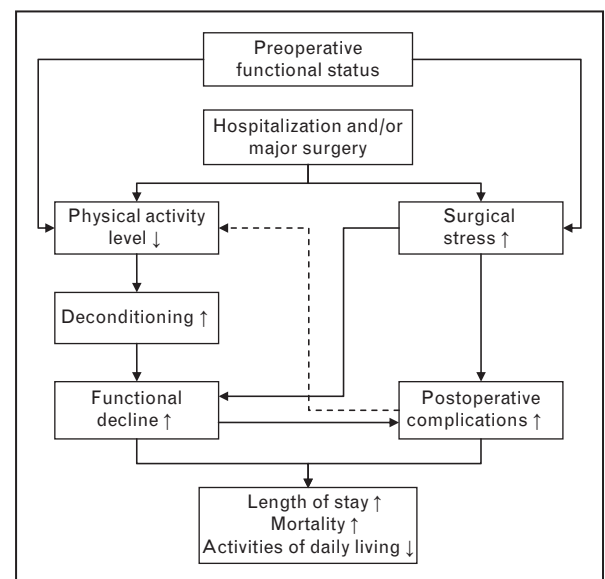 Preoperative
functional status
Hospitalization and/or
major surgery
Physical activity
level ↓
Surgical
stress ↑
Deconditioning ↑
Functional
decline ↑
Postoperative
complications ↑
Length of stay ↑
Mortality ↑
Activities of daily living ↓